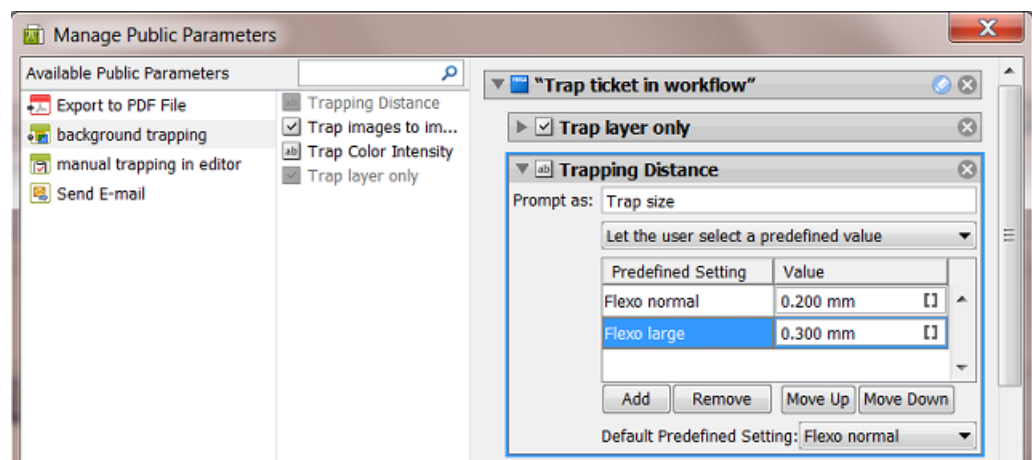 Manage Public Parameters
X
Available Public Parameters
Export to PDF File
background trapping
manual trapping in editor
Send E-mail
ab Trapping Distance
Trap images to im...
ab Trap Color Intensity
Trap layer only
"Trap ticket in workflow"
Trap layer only
ab Trapping Distance
Prompt as: Trap size
Let the user select a predefined value
Predefined Setting Value
Flexo normal 0.200 mm []
Flexo large 0.300 mm []
Add Remove Move Up Move Down
Default Predefined Setting: Flexo normal